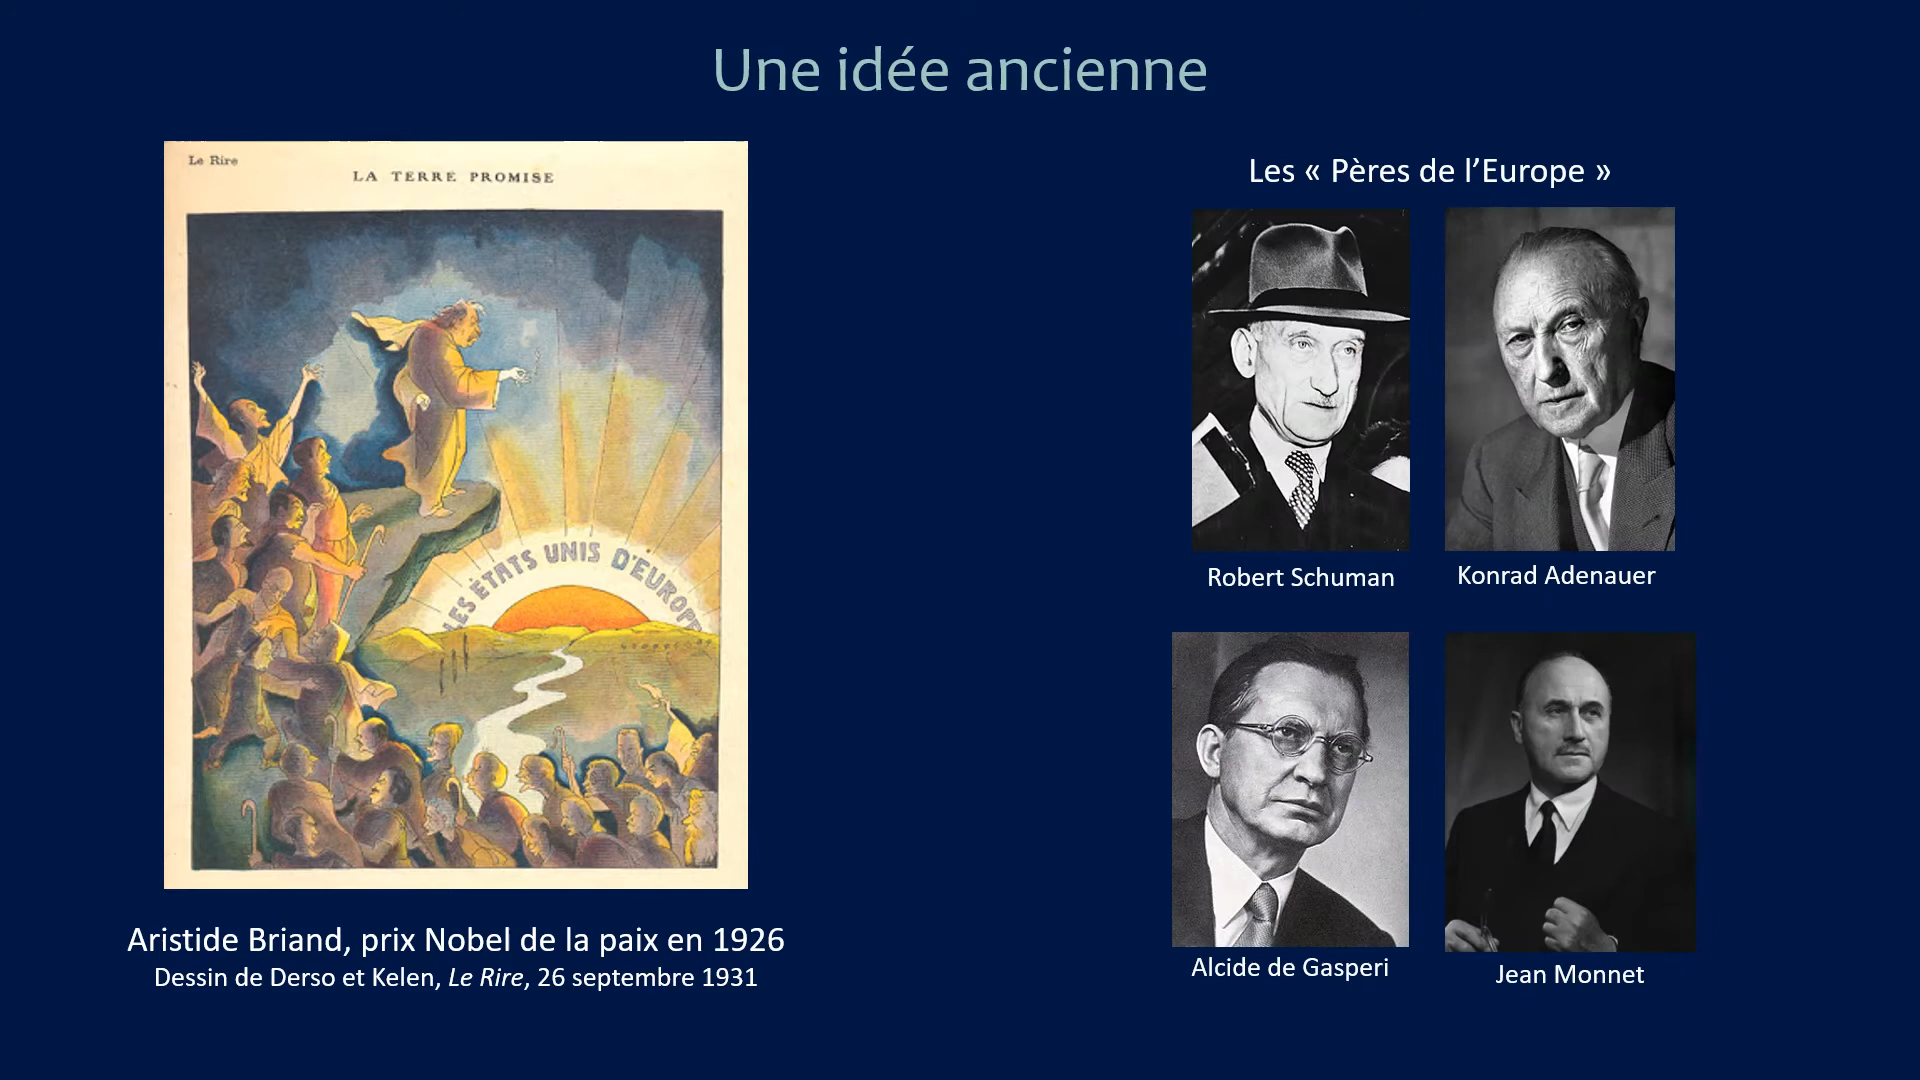 Une idée ancienne
Le Rire
LA TERRE PROMISE
LES ÉTATS UNIS D'EUROPE
Aristide Briand, prix Nobel de la paix en 1926
Dessin de Derso et Kelen, Le Rire, 26 septembre 1931
Les « Pères de l’Europe »
Robert Schuman
Konrad Adenauer
Alcide de Gasperi
Jean Monnet